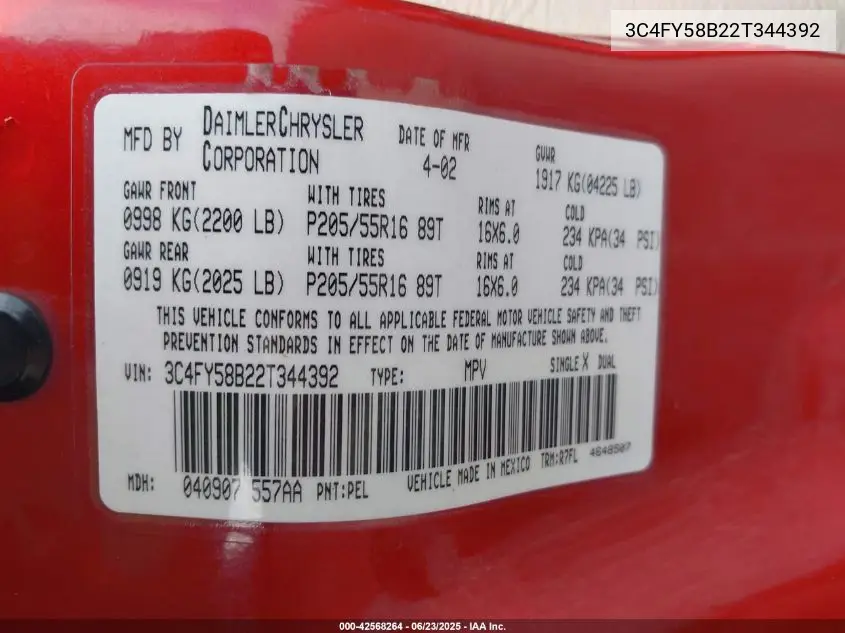 3C4FY58B22T344392
MFD BY DAIMLERCHRYSLER CORPORATION DATE OF MFR 4-02 GVWR 1917 KG(04225 LB)
GAWR FRONT WITH TIRES RIMS AT COLD
0998 KG(2200 LB) P205/55R16 89T 16X6.0 234 KPA(34 PSI)
GAWR REAR WITH TIRES RIMS AT COLD
0919 KG(2025 LB) P205/55R16 89T 16X6.0 234 KPA(34 PSI)
THIS VEHICLE CONFORMS TO ALL APPLICABLE FEDERAL MOTOR VEHICLE SAFETY AND THEFT
PREVENTION STANDARDS IN EFFECT ON THE DATE OF MANUFACTURE SHOWN ABOVE.
VIN: 3C4FY58B22T344392 TYPE: MPV SINGLE X DUAL
MDH: 040907 557AA PNT:PEL VEHICLE MADE IN MEXICO TRM:R7FL 4648507
000-42568264 - 06/23/2025 - IAA Inc.